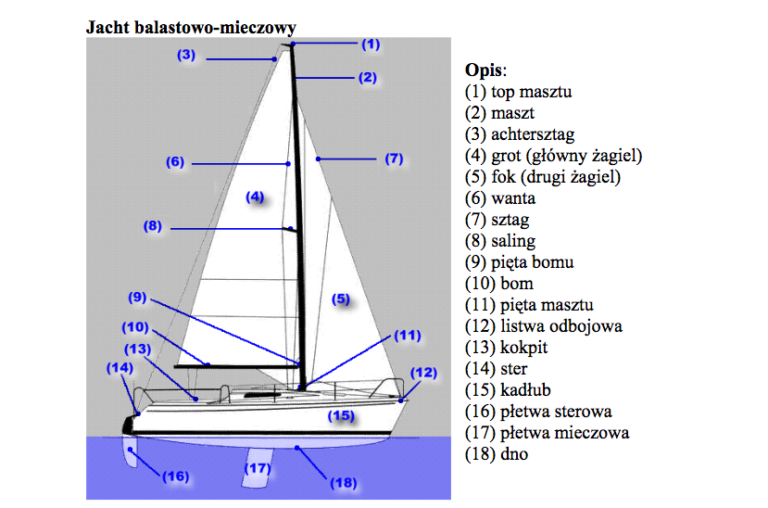 Jacht balastowo-mieczowy
(1)
(3)
(2)
(6)
(7)
(4)
(8)
(9)
(5)
(10)
(11)
(13)
(14)
(12)
(15)
(17)
(16)
(18)
Opis:
(1) top masztu
(2) maszt
(3) achtersztag
(4) grot (główny żagiel)
(5) fok (drugi żagiel)
(6) wanta
(7) sztag
(8) saling
(9) pięta bomu
(10) bom
(11) pięta masztu
(12) listwa odbojowa
(13) kokpit
(14) ster
(15) kadłub
(16) płetwa sterowa
(17) płetwa mieczowa
(18) dno